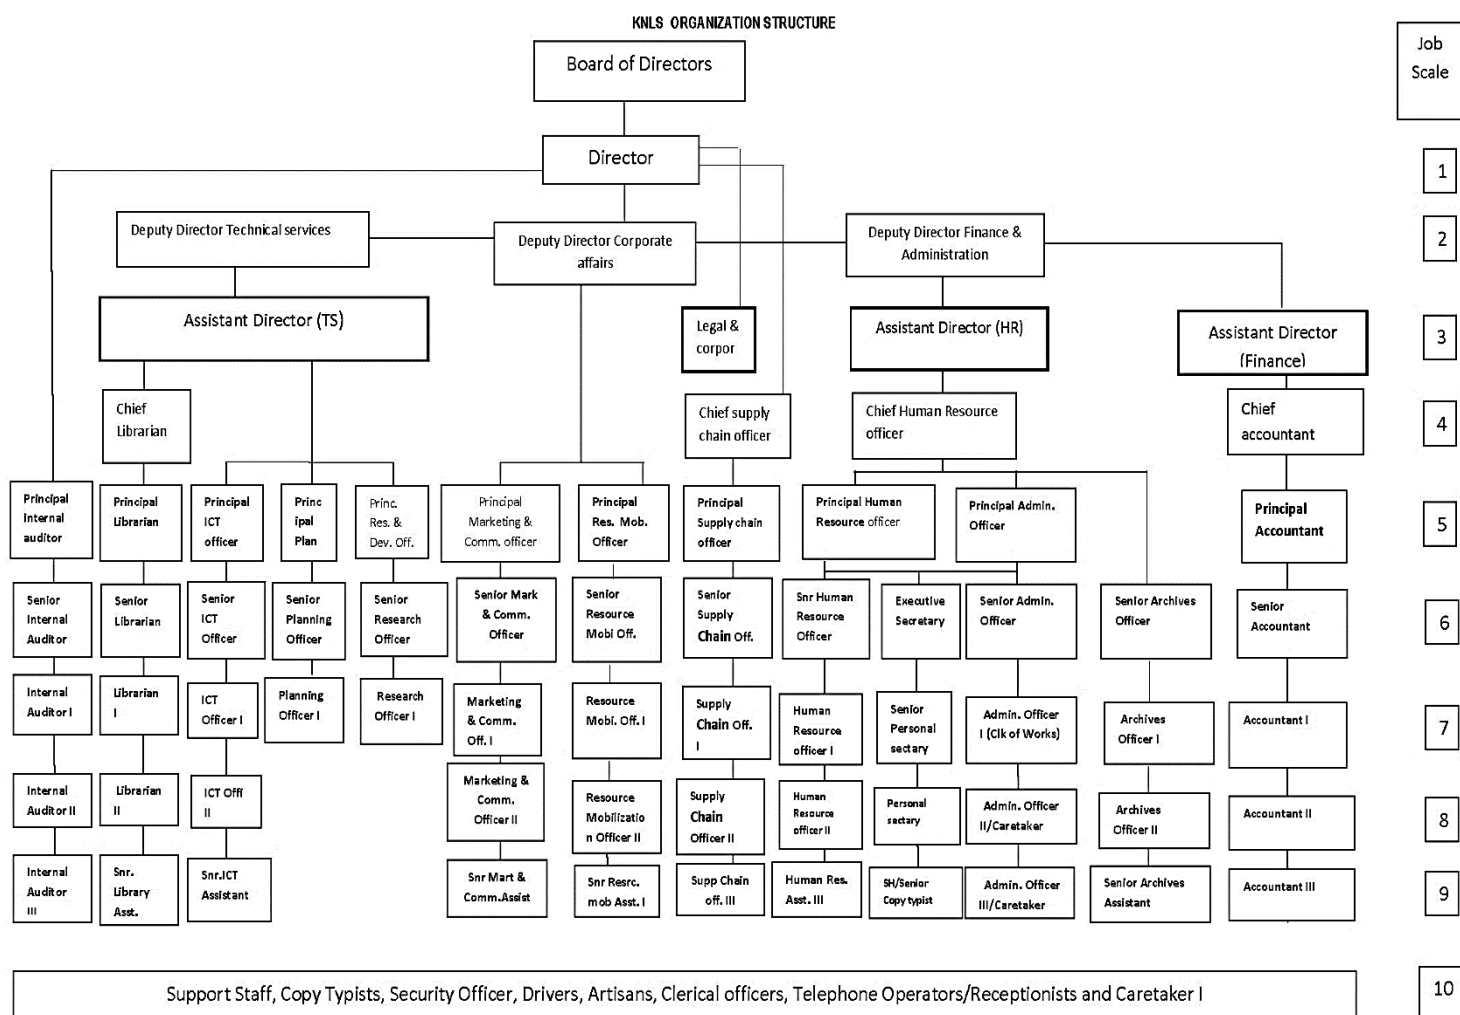 KNLS ORGANIZATION STRUCTURE
Board of Directors
Job
Scale
Director
1
Deputy Director Technical services
Deputy Director Corporate
affairs
Deputy Director Finance &
Administration
2
Assistant Director (TS)
Legal &
corpor
Assistant Director (HR)
Assistant Director
(Finance)
3
Chief
Librarian
Chief supply
chain officer
Chief Human Resource
officer
Chief
accountant
4
Principal
Internal
auditor
Principal
Librarian
Principal
ICT
officer
Princ
ipal
Plan
Princ.
Res. &
Dev. Off.
Principal
Marketing &
Comm. officer
Principal
Res. Mob.
Officer
Principal
Supply chain
officer
Principal Human
Resource officer
Principal Admin.
Officer
Principal
Accountant
5
Senior
Internal
Auditor
Senior
Librarian
Senior
ICT
Officer
Senior
Planning
Officer
Senior
Research
Officer
Senior Mark
& Comm.
Officer
Senior
Resource
Mobi Off.
Senior
Supply
Chain Off.
Snr Human
Resource
Officer
Executive
Secretary
Senior Admin.
Officer
Senior Archives
Officer
Senior
Accountant
6
Internal
Auditor I
Librarian
I
ICT
Officer I
Planning
Officer I
Research
Officer I
Marketing
& Comm.
Off. I
Resource
Mobi. Off. I
Supply
Chain Off.
I
Human
Resource
officer I
Senior
Personal
sectary
Admin. Officer
I (Clk of Works)
Archives
Officer I
Accountant I
7
Internal
Auditor II
Librarian
II
ICT Offi
II
Marketing &
Comm.
Officer II
Resource
Mobilizatio
n Officer II
Supply
Chain
Officer II
Human
Resource
officer II
Personal
sectary
Admin. Officer
II/Caretaker
Archives
Officer II
Accountant II
8
Internal
Auditor
III
Snr.
Library
Asst.
Snr.ICT
Assistant
Snr Mart &
Comm.Assist
Snr Resrc.
mob Asst. I
Supp Chain
off. III
Human Res.
Asst. III
SH/Senior
Copy typist
Admin. Officer
III/Caretaker
Senior Archives
Assistant
Accountant III
9
Support Staff, Copy Typists, Security Officer, Drivers, Artisans, Clerical officers, Telephone Operators/Receptionists and Caretaker I
10